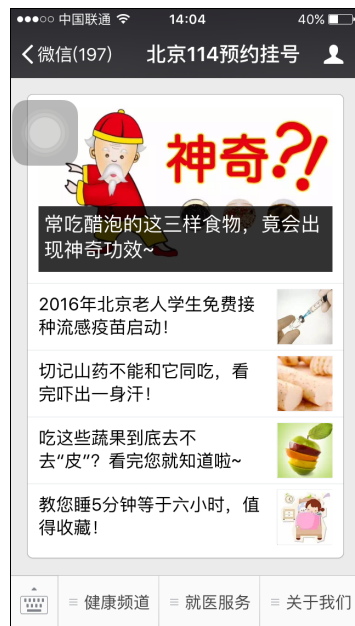 中国联通 14:04 40%
微信(197) 北京114预约挂号
神奇?!
常吃醋泡的这三样食物，竟会出
现神奇功效~
2016年北京老人学生免费接
种流感疫苗启动！
切记山药不能和它同吃，看
完吓出一身汗！
吃这些蔬果到底去不
去“皮”？看完您就知道啦~
教您睡5分钟等于六小时，值
得收藏！
健康频道 就医服务 关于我们